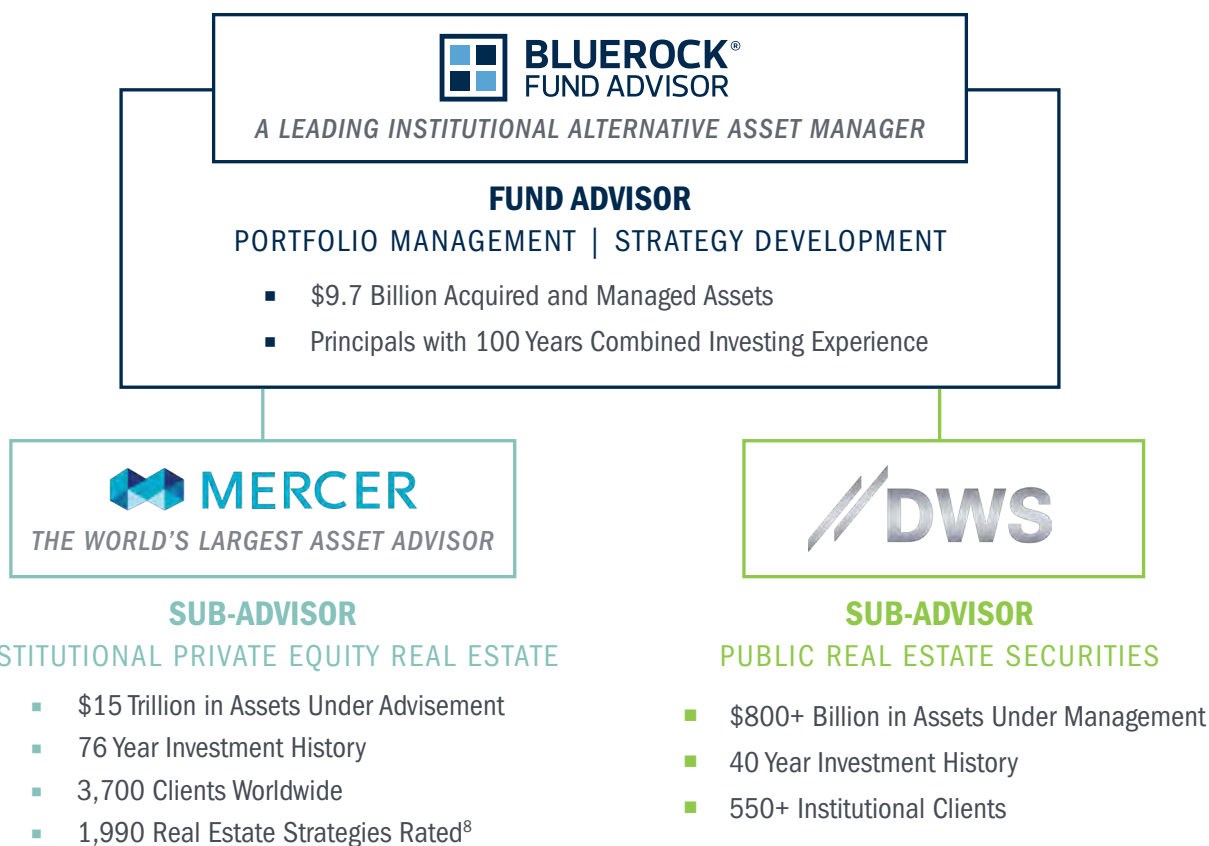 BLUEROCK®
FUND ADVISOR
A LEADING INSTITUTIONAL ALTERNATIVE ASSET MANAGER
FUND ADVISOR
PORTFOLIO MANAGEMENT | STRATEGY DEVELOPMENT
▪ $9.7 Billion Acquired and Managed Assets
▪ Principals with 100 Years Combined Investing Experience
MERCER
THE WORLD'S LARGEST ASSET ADVISOR
SUB-ADVISOR
STITUTIONAL PRIVATE EQUITY REAL ESTATE
▪ $15 Trillion in Assets Under Advisement
▪ 76 Year Investment History
▪ 3,700 Clients Worldwide
▪ 1,990 Real Estate Strategies Rated⁸
DWS
SUB-ADVISOR
PUBLIC REAL ESTATE SECURITIES
▪ $800+ Billion in Assets Under Management
▪ 40 Year Investment History
▪ 550+ Institutional Clients